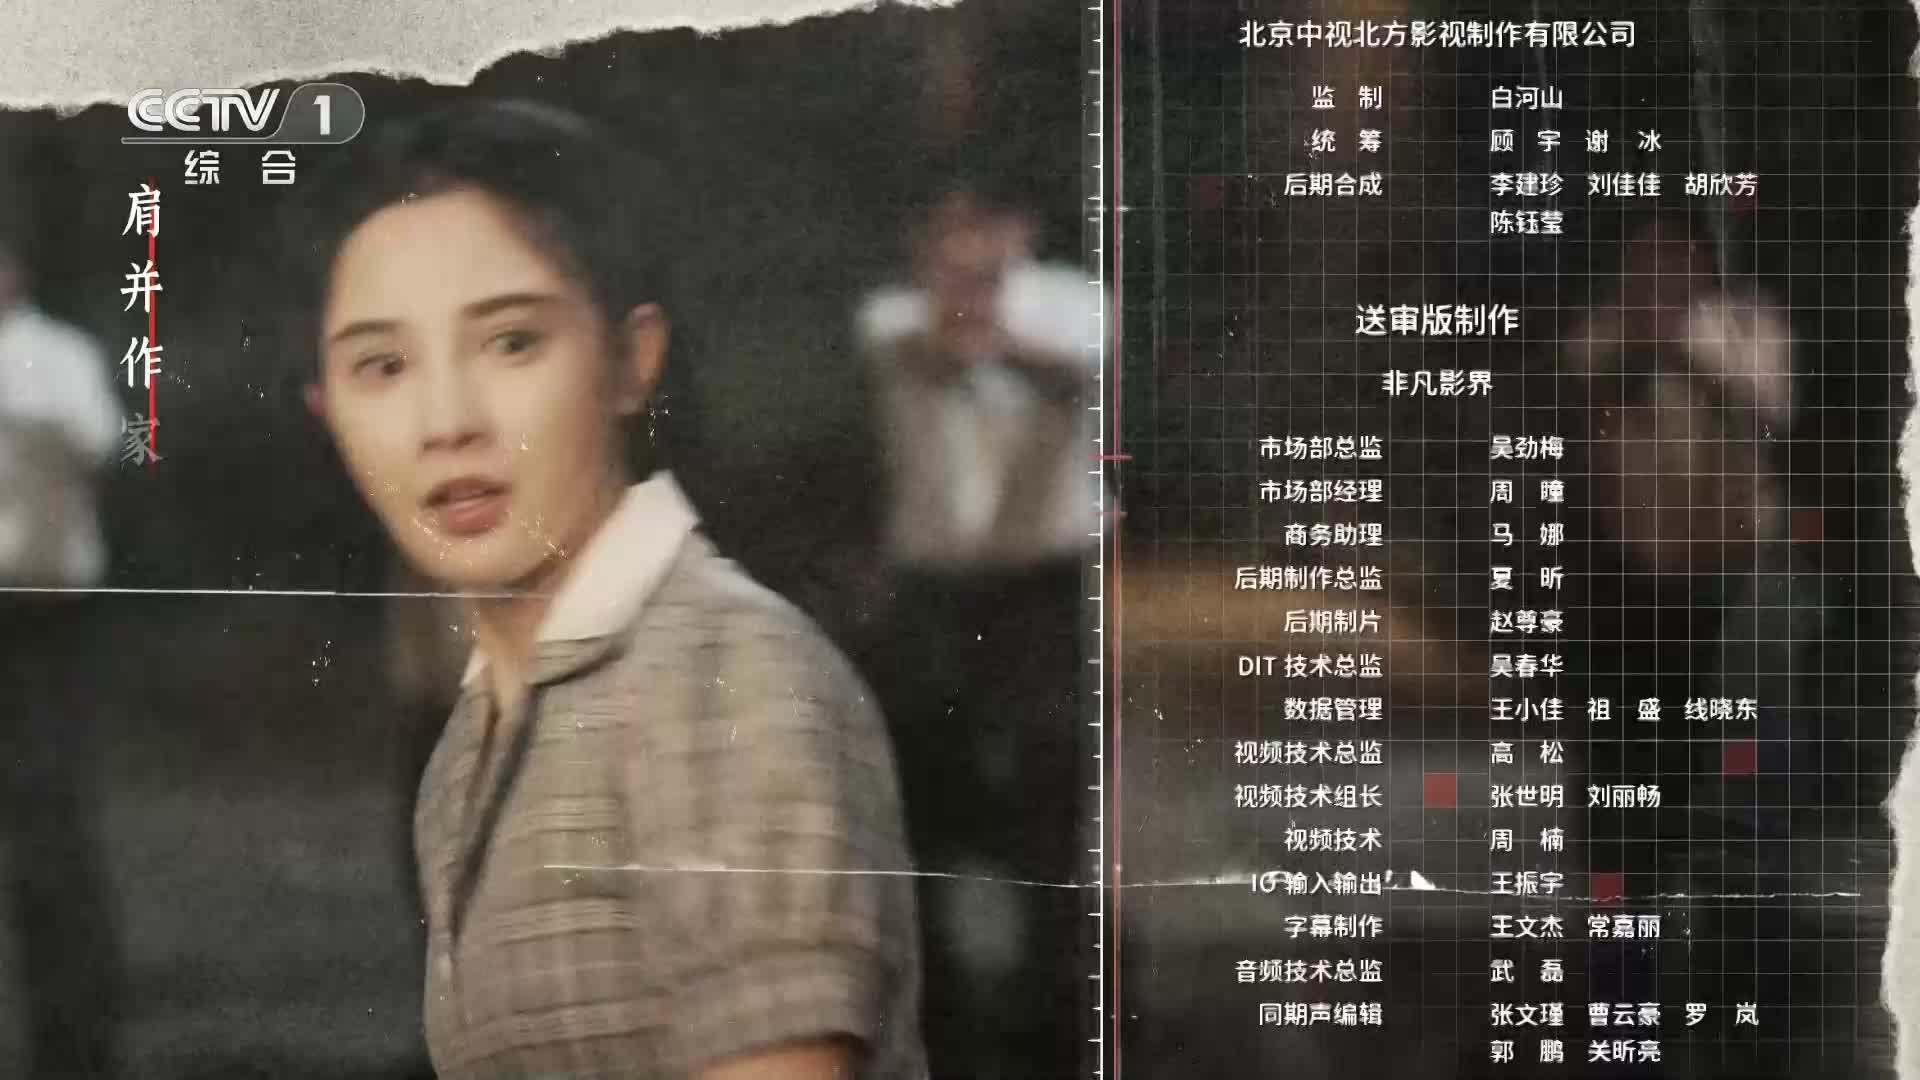 CCTV 1
综 合
肩
并
作
家
北京中视北方影视制作有限公司
监 制 白河山
统 筹 顾 宇 谢 冰
后期合成 李建珍 刘佳佳 胡欣芳
陈钰莹
送审版制作
非凡影界
市场部总监 吴劲梅
市场部经理 周 曈
商务助理 马 娜
后期制作总监 夏 昕
后期制片 赵尊豪
DIT 技术总监 吴春华
数据管理 王小佳 祖 盛 线晓东
视频技术总监 高 松
视频技术组长 张世明 刘丽畅
视频技术 周 楠
IO 输入输出 王振宇
字幕制作 王文杰 常嘉丽
音频技术总监 武 磊
同期声编辑 张文瑾 曹云豪 罗 岚
郭 鹏 关昕亮